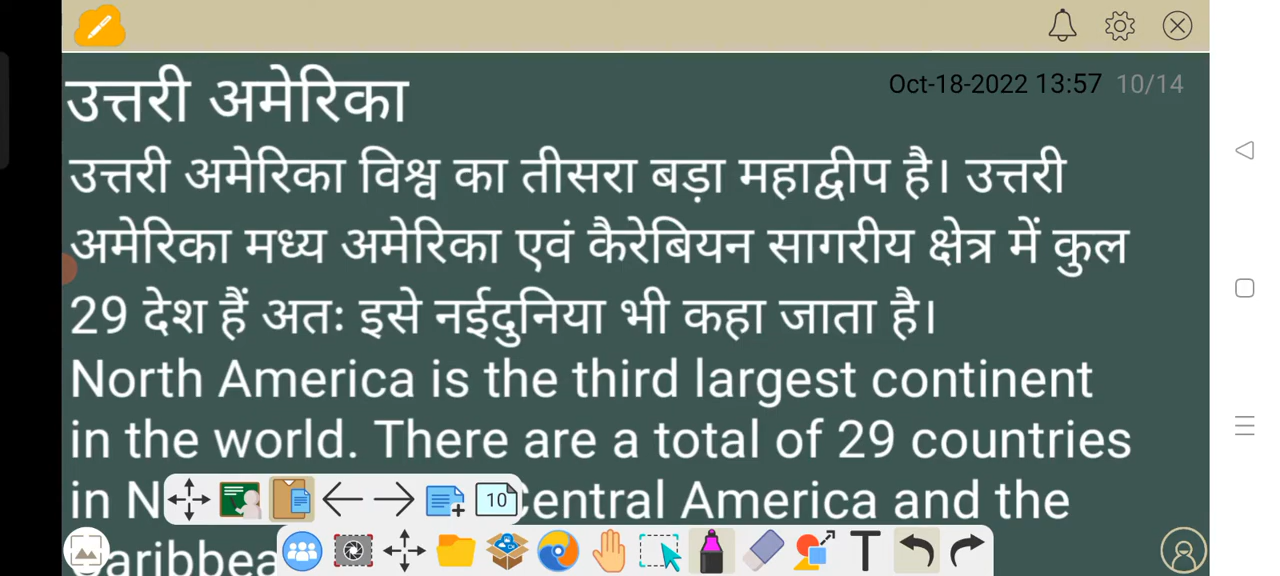 Oct-18-2022 13:57 10/14
उत्तरी अमेरिका
उत्तरी अमेरिका विश्व का तीसरा बड़ा महाद्वीप है। उत्तरी
अमेरिका मध्य अमेरिका एवं कैरेबियन सागरीय क्षेत्र में कुल
29 देश हैं अतः इसे नईदुनिया भी कहा जाता है।
North America is the third largest continent
in the world. There are a total of 29 countries
in Central America and the
10
T